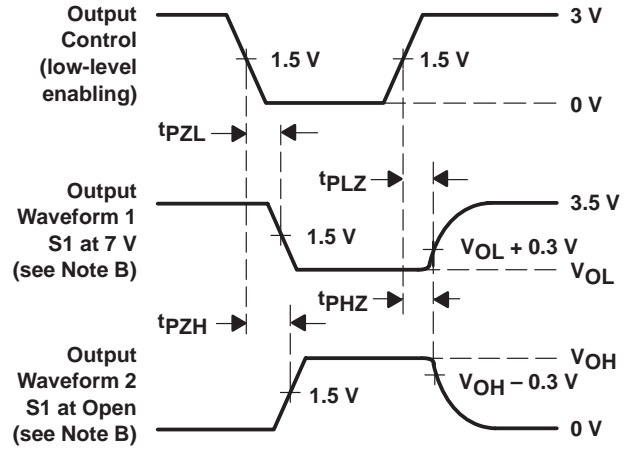 Output
Control
(low-level
enabling)
3 V
1.5 V
1.5 V
0 V
tPZL
tPLZ
Output
Waveform 1
S1 at 7 V
(see Note B)
3.5 V
1.5 V
VOL + 0.3 V
VOL
tPHZ
tPZH
Output
Waveform 2
S1 at Open
(see Note B)
VOH
1.5 V
VOH − 0.3 V
0 V